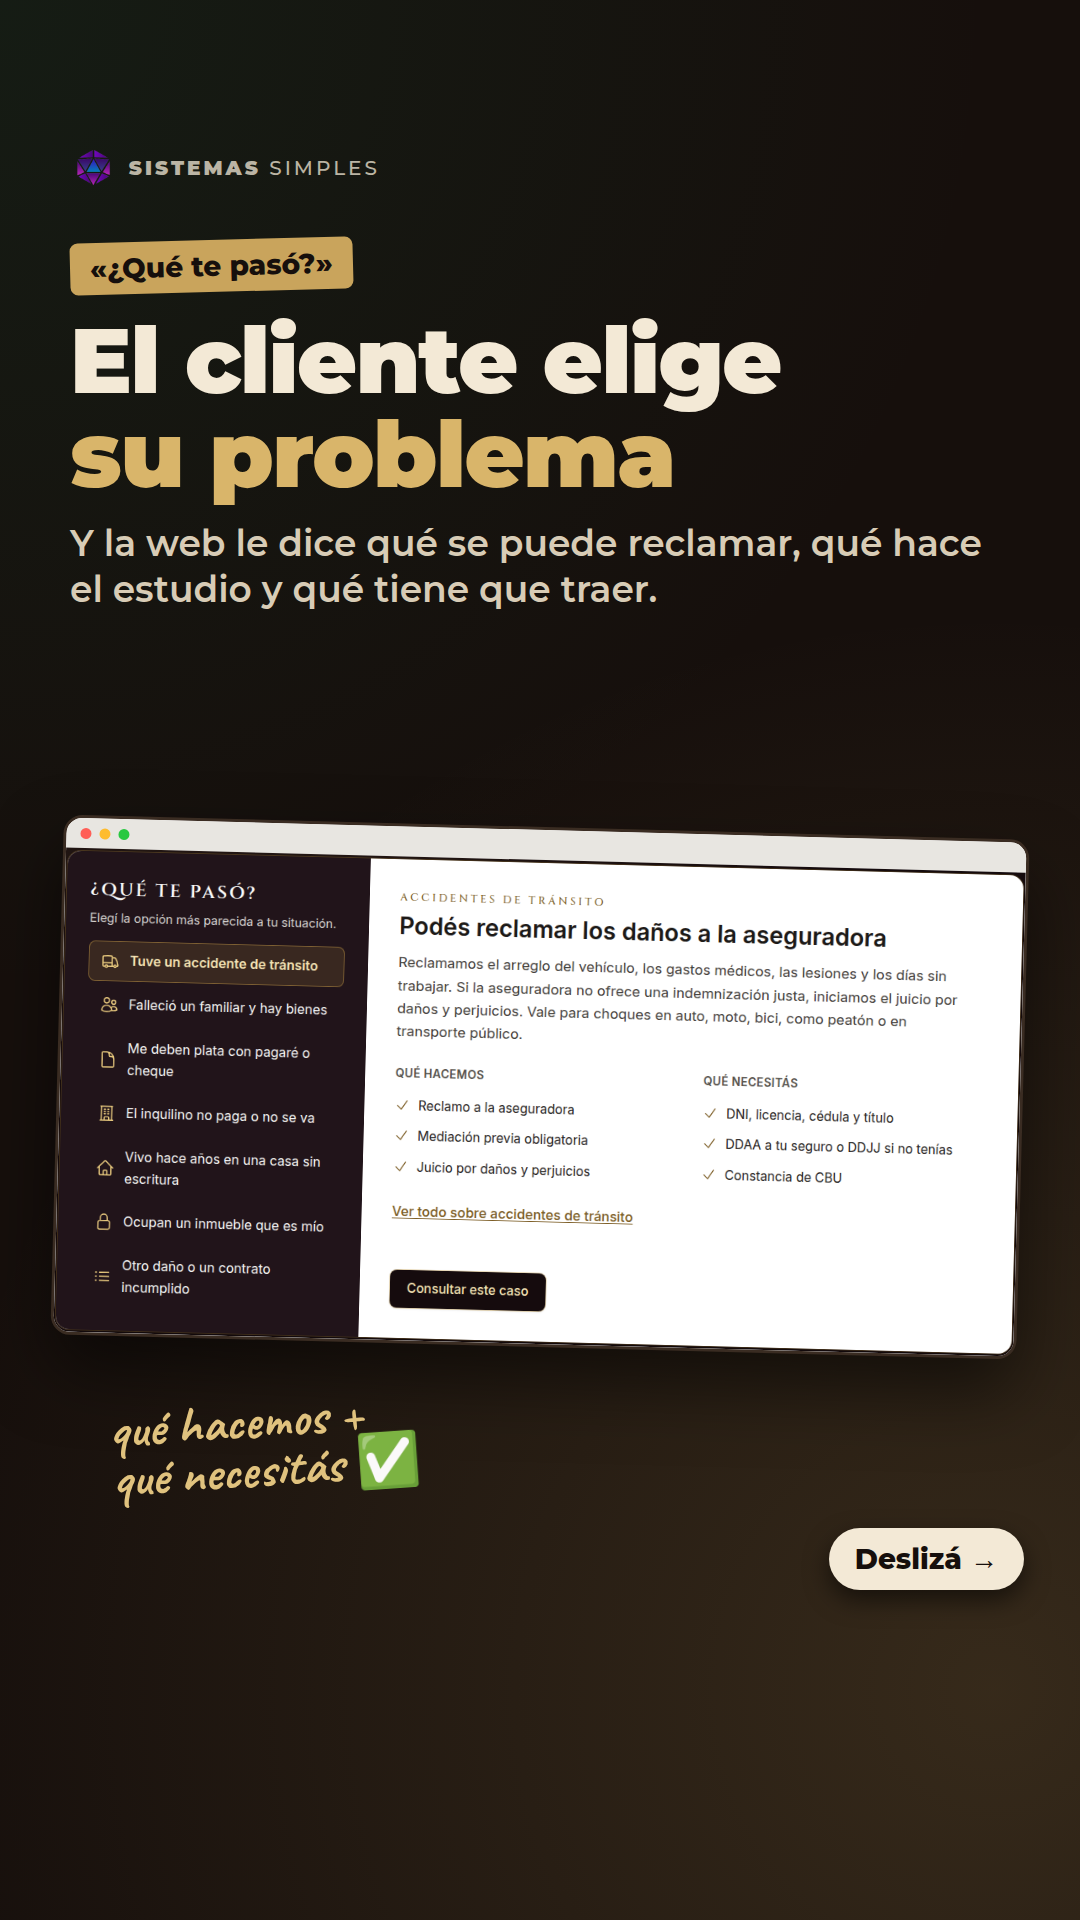 SISTEMAS SIMPLES
«¿Qué te pasó?»
El cliente elige
su problema
Y la web le dice qué se puede reclamar, qué hace
el estudio y qué tiene que traer.
¿QUÉ TE PASÓ?
Elegí la opción más parecida a tu situación.
Tuve un accidente de tránsito
Falleció un familiar y hay bienes
Me deben plata con pagaré o
cheque
El inquilino no paga o no se va
Vivo hace años en una casa sin
escritura
Ocupan un inmueble que es mío
Otro daño o un contrato
incumplido
ACCIDENTES DE TRÁNSITO
Podés reclamar los daños a la aseguradora
Reclamamos el arreglo del vehículo, los gastos médicos, las lesiones y los días sin
trabajar. Si la aseguradora no ofrece una indemnización justa, iniciamos el juicio por
daños y perjuicios. Vale para choques en auto, moto, bici, como peatón o en
transporte público.
QUÉ HACEMOS
Reclamo a la aseguradora
Mediación previa obligatoria
Juicio por daños y perjuicios
QUÉ NECESITÁS
DNI, licencia, cédula y título
DDAA a tu seguro o DDJJ si no tenías
Constancia de CBU
Ver todo sobre accidentes de tránsito
Consultar este caso
qué hacemos +
qué necesitás ✅
Deslizá →